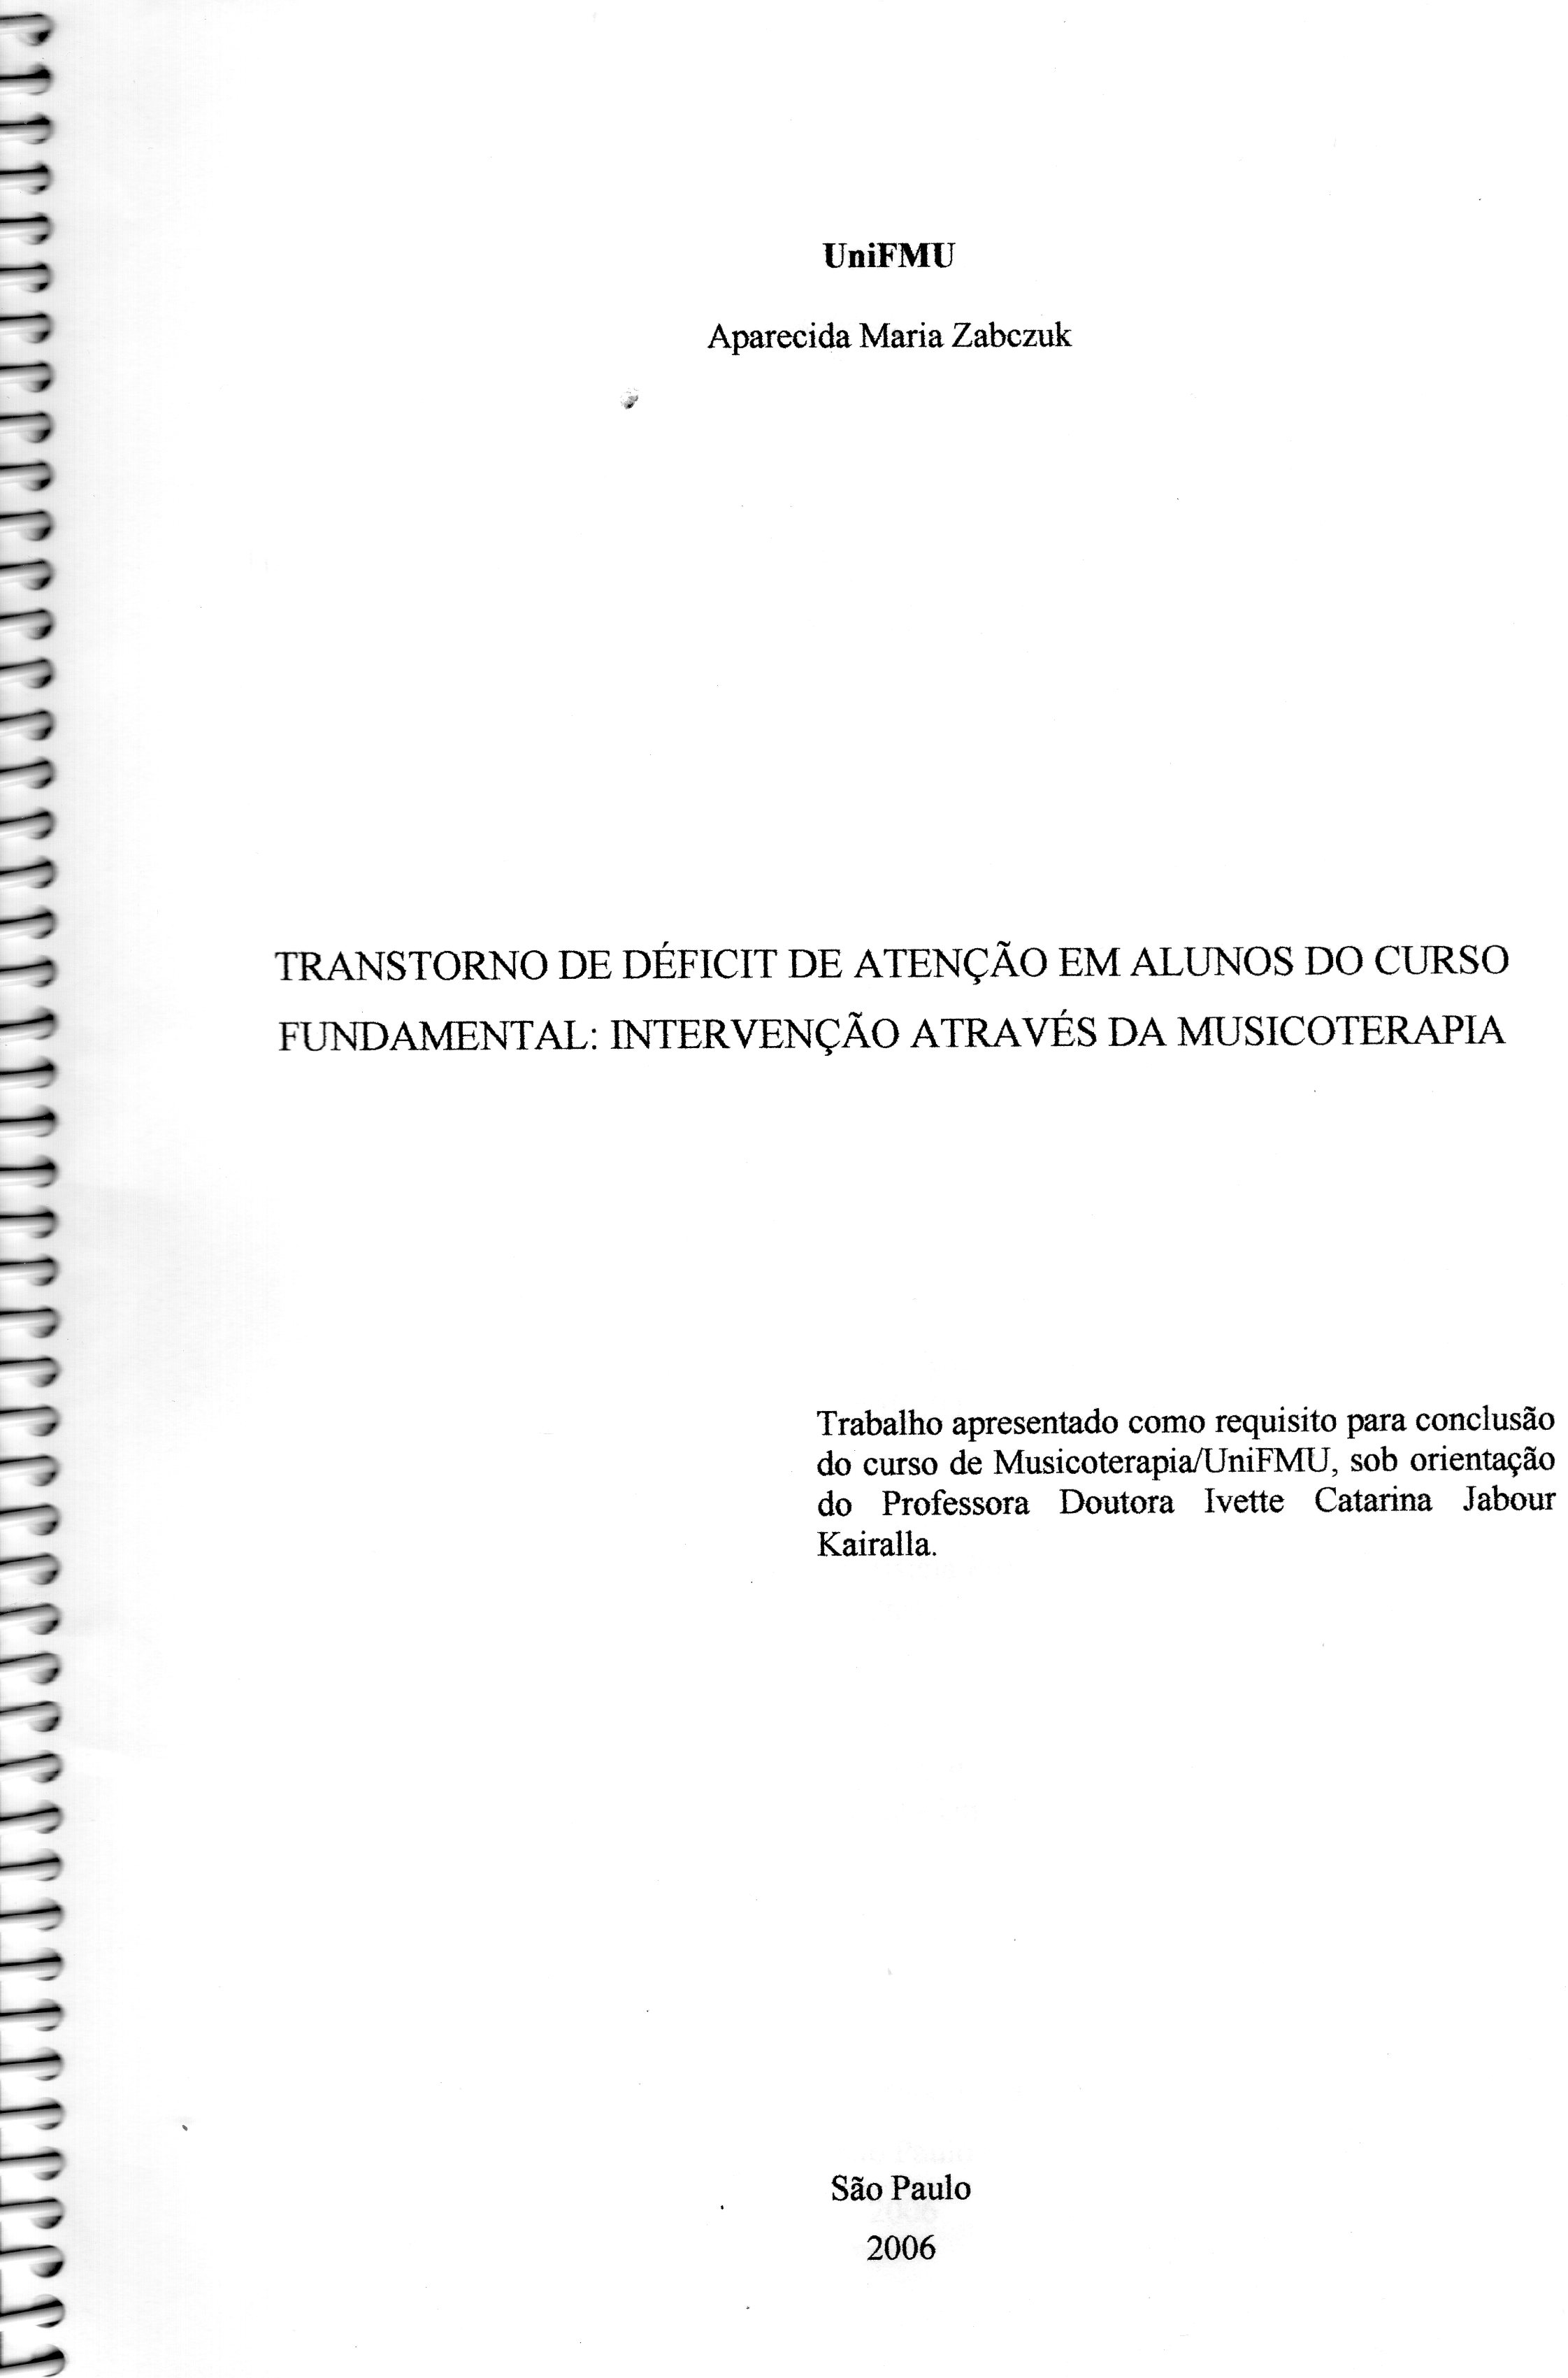 UniFMU
Aparecida Maria Zabczuk
TRANSTORNO DE DÉFICIT DE ATENÇÃO EM ALUNOS DO CURSO
FUNDAMENTAL: INTERVENÇÃO ATRAVÉS DA MUSICOTERAPIA
Trabalho apresentado como requisito para conclusão
do curso de Musicoterapia/UniFMU, sob orientação
do Professora Doutora Ivette Catarina Jabour
Kairalla.
São Paulo
2006